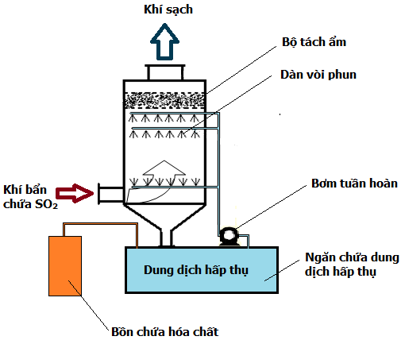 Khí sạch
Bộ tách ẩm
Dàn vòi phun
Khí bẩn
chứa SO₂
Bơm tuần hoàn
Dung dịch hấp thụ
Ngăn chứa dung
dịch hấp thụ
Bồn chứa hóa chất